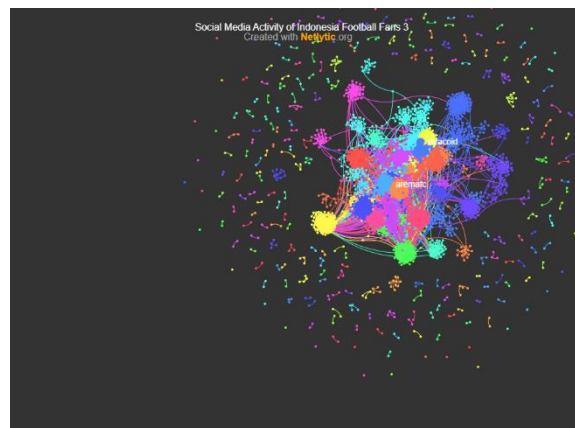 Social Media Activity of Indonesia Football Fans 3
Created with Netlytic.org
aremafc